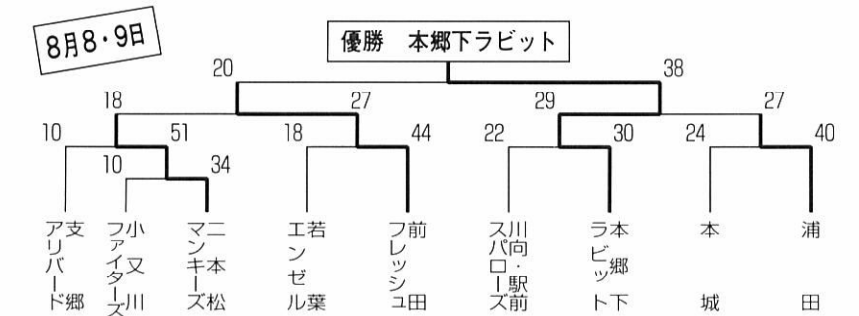 8月8・9日
優勝 本郷下ラビット
20 38
18 27 29 27
10 51 18 44 22 30 24 40
10 34
支郷アリバード
小又川ファイターズ
二本松マンキーズ
若葉エンゼル
前田フレッシュ
川向・駅前スパローズ
本郷下ラビット
本城
浦田